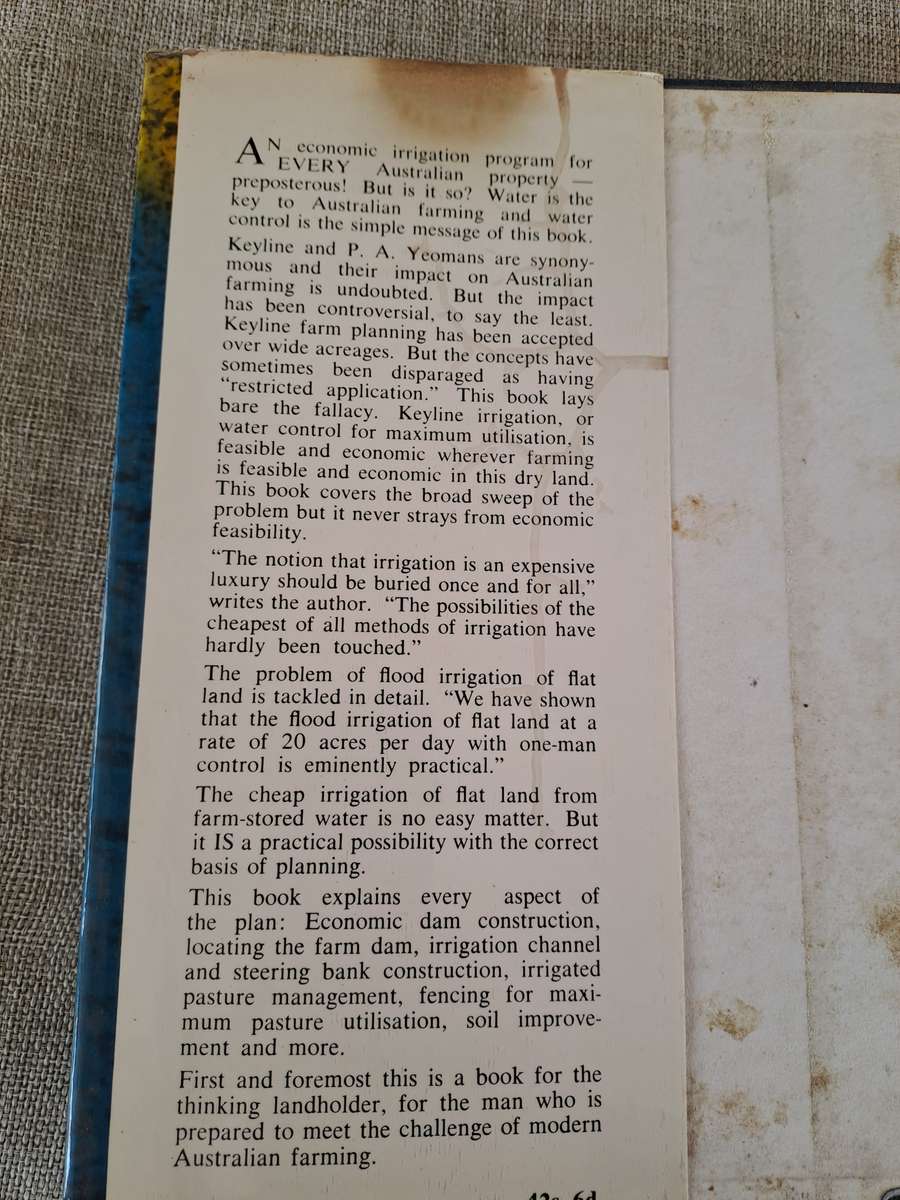 AN economic irrigation program for
EVERY Australian property —
preposterous! But is it so? Water is the
key to Australian farming and water
control is the simple message of this book.
Keyline and P. A. Yeomans are synony-
mous and their impact on Australian
farming is undoubted. But the impact
has been controversial, to say the least.
Keyline farm planning has been accepted
over wide acreages. But the concepts have
sometimes been disparaged as having
“restricted application.” This book lays
bare the fallacy. Keyline irrigation, or
water control for maximum utilisation, is
feasible and economic wherever farming
is feasible and economic in this dry land.
This book covers the broad sweep of the
problem but it never strays from economic
feasibility.
“The notion that irrigation is an expensive
luxury should be buried once and for all,”
writes the author. “The possibilities of the
cheapest of all methods of irrigation have
hardly been touched.”
The problem of flood irrigation of flat
land is tackled in detail. “We have shown
that the flood irrigation of flat land at a
rate of 20 acres per day with one-man
control is eminently practical.”
The cheap irrigation of flat land from
farm-stored water is no easy matter. But
it IS a practical possibility with the correct
basis of planning.
This book explains every aspect of
the plan: Economic dam construction,
locating the farm dam, irrigation channel
and steering bank construction, irrigated
pasture management, fencing for maxi-
mum pasture utilisation, soil improve-
ment and more.
First and foremost this is a book for the
thinking landholder, for the man who is
prepared to meet the challenge of modern
Australian farming.